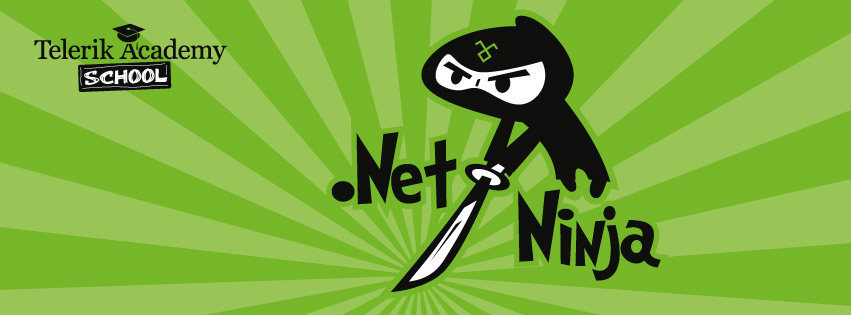 Telerik Academy
SCHOOL
.Net
Ninja